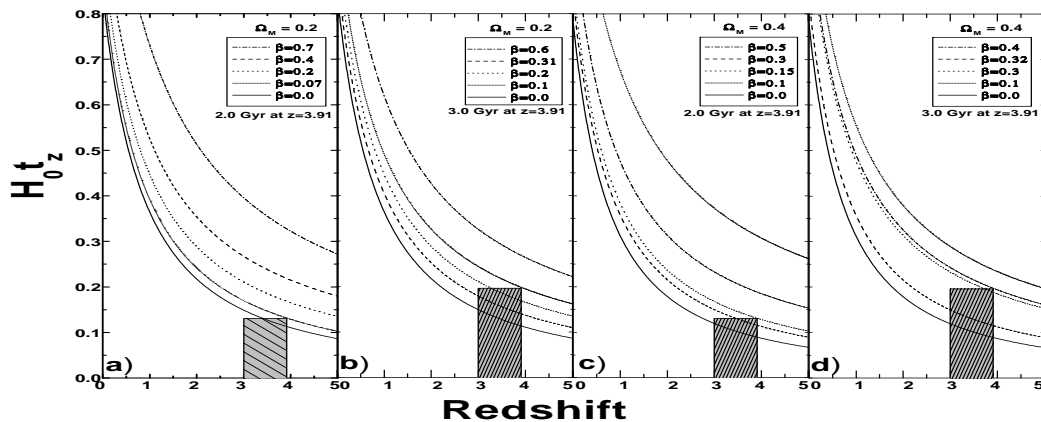 0.8
0.7
0.6
0.5
0.4
0.3
0.2
0.1
0.0
H₀t_z
Ω_M = 0.2
β=0.7
β=0.4
β=0.2
β=0.07
β=0.0
2.0 Gyr at z=3.91
a)
0 1 2 3 4 5
Ω_M = 0.2
β=0.6
β=0.31
β=0.2
β=0.1
β=0.0
3.0 Gyr at z=3.91
b)
0 1 2 3 4 5
Ω_M = 0.4
β=0.5
β=0.3
β=0.15
β=0.1
β=0.0
2.0 Gyr at z=3.91
c)
0 1 2 3 4 5
Ω_M = 0.4
β=0.4
β=0.32
β=0.3
β=0.1
β=0.0
3.0 Gyr at z=3.91
d)
0 1 2 3 4 5
Redshift